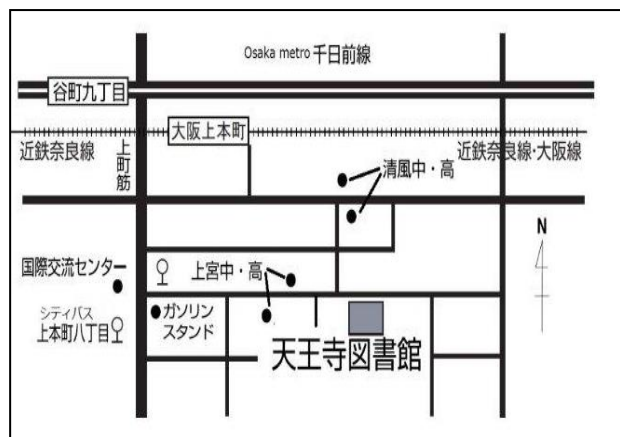 Osaka metro 千日前線
谷町九丁目
大阪上本町
近鉄奈良線
上町筋
近鉄奈良線・大阪線
清風中・高
N
国際交流センター
上宮中・高
シティバス
上本町八丁目
ガソリン
スタンド
天王寺図書館